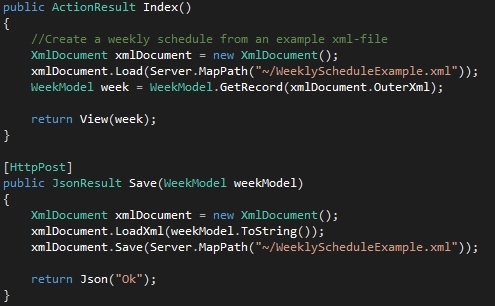 public ActionResult Index()
{
    //Create a weekly schedule from an example xml-file
    XmlDocument xmlDocument = new XmlDocument();
    xmlDocument.Load(Server.MapPath("~/WeeklyScheduleExample.xml"));
    WeekModel week = WeekModel.GetRecord(xmlDocument.OuterXml);

    return View(week);
}

[HttpPost]
public JsonResult Save(WeekModel weekModel)
{
    XmlDocument xmlDocument = new XmlDocument();
    xmlDocument.LoadXml(weekModel.ToString());
    xmlDocument.Save(Server.MapPath("~/WeeklyScheduleExample.xml"));

    return Json("Ok");
}